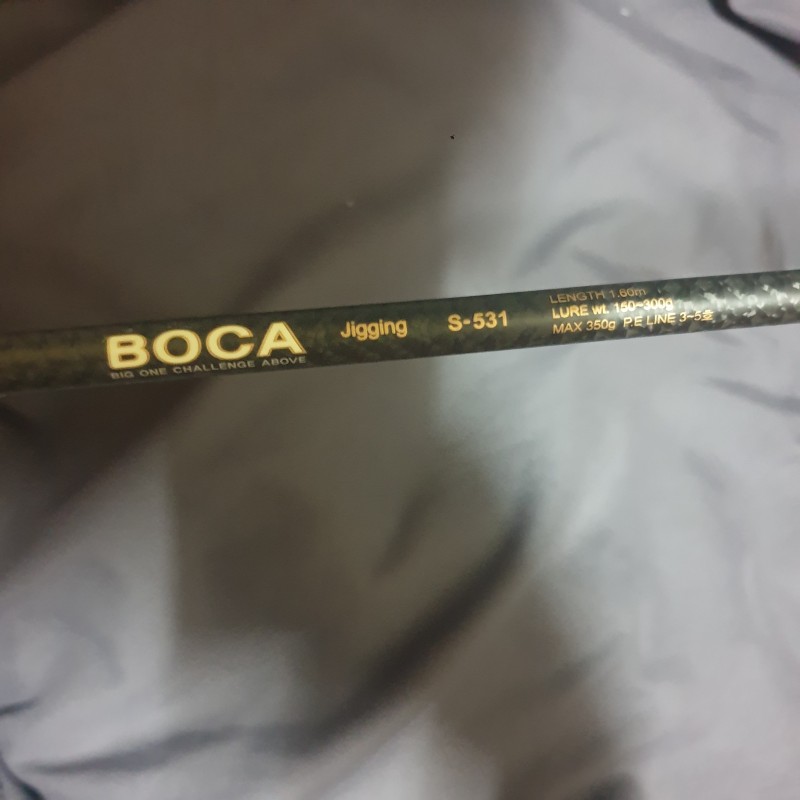 BOCA
BIG ONE CHALLENGE ABOVE
Jigging
S-531
LENGTH 1.60m
LURE wt. 150~300g
MAX 350g P.E LINE 3~5호